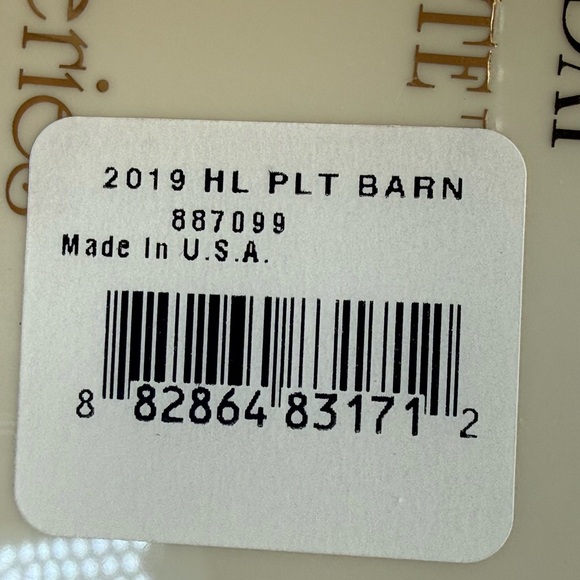 2019 HL PLT BARN
887099
Made In U.S.A.
8 82864 83171 2